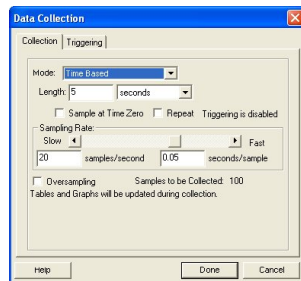 Data Collection
Collection Triggering
Mode: Time Based
Length: 5 seconds
Sample at Time Zero Repeat Triggering is disabled
Sampling Rate:
Slow Fast
20 samples/second 0.05 seconds/sample
Oversampling Samples to be Collected: 100
Tables and Graphs will be updated during collection.
Help Done Cancel